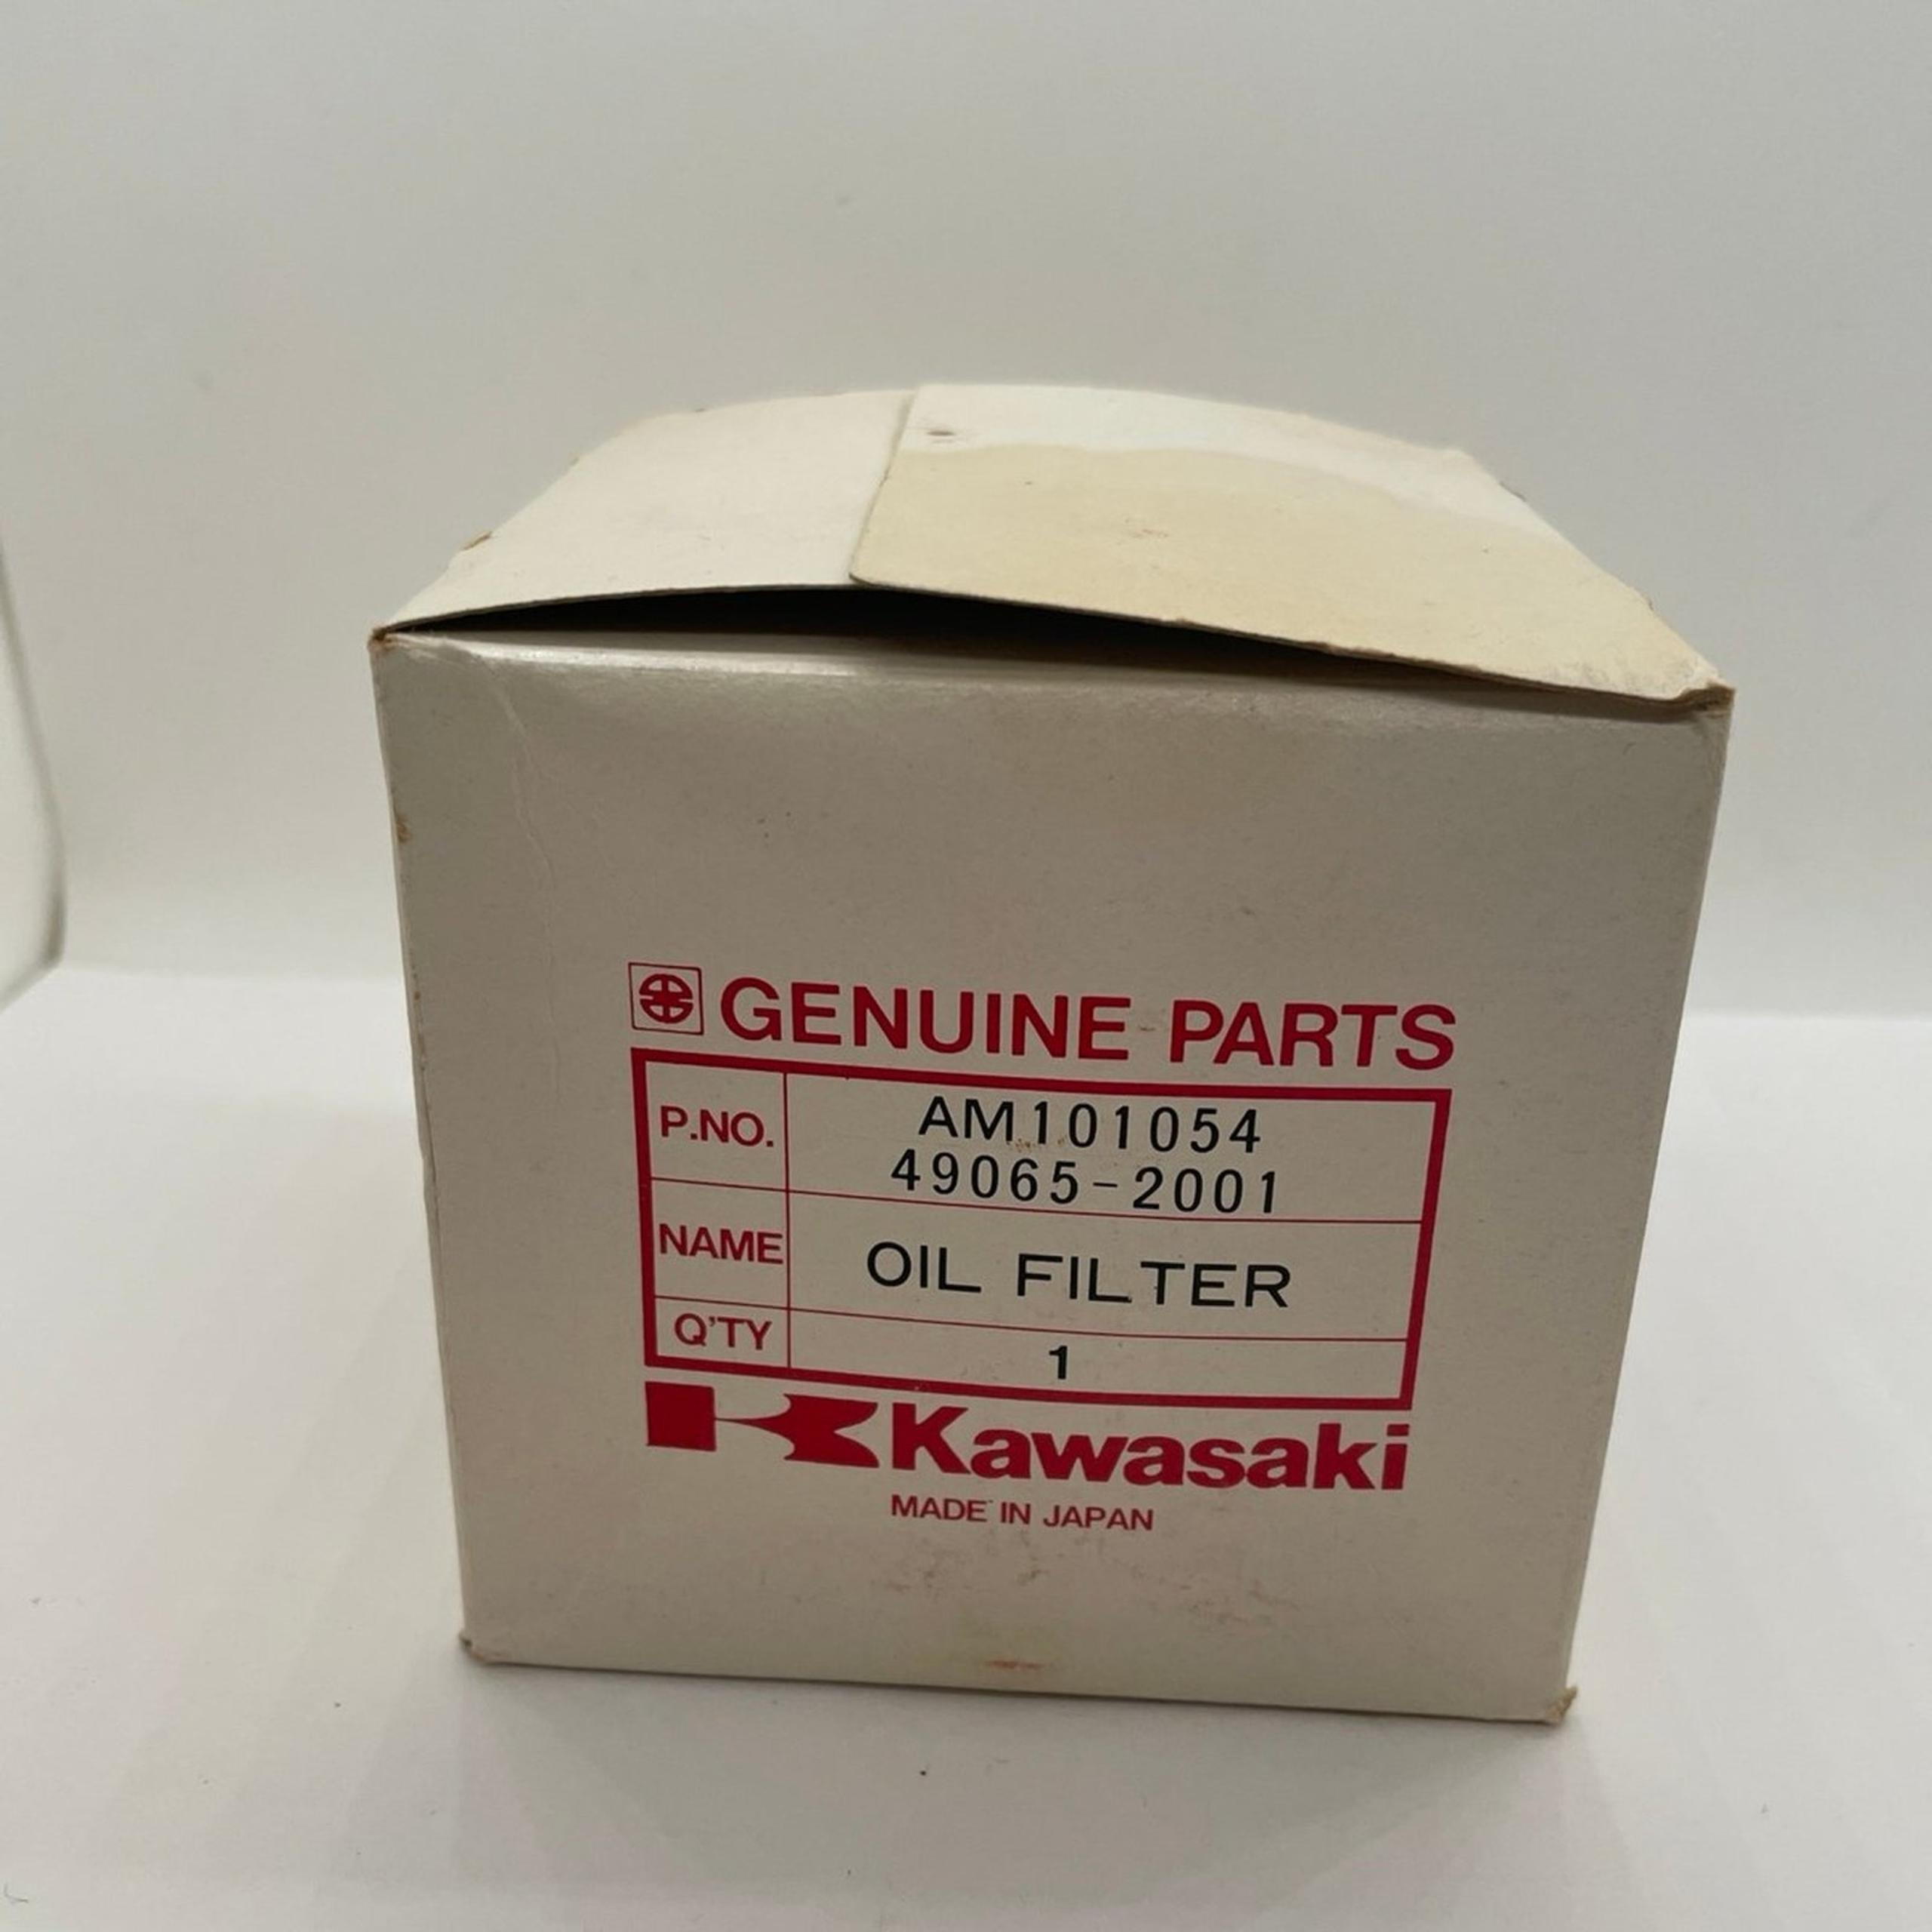 GENUINE PARTS
P.NO. AM101054
49065-2001
NAME OIL FILTER
Q'TY 1
Kawasaki
MADE IN JAPAN